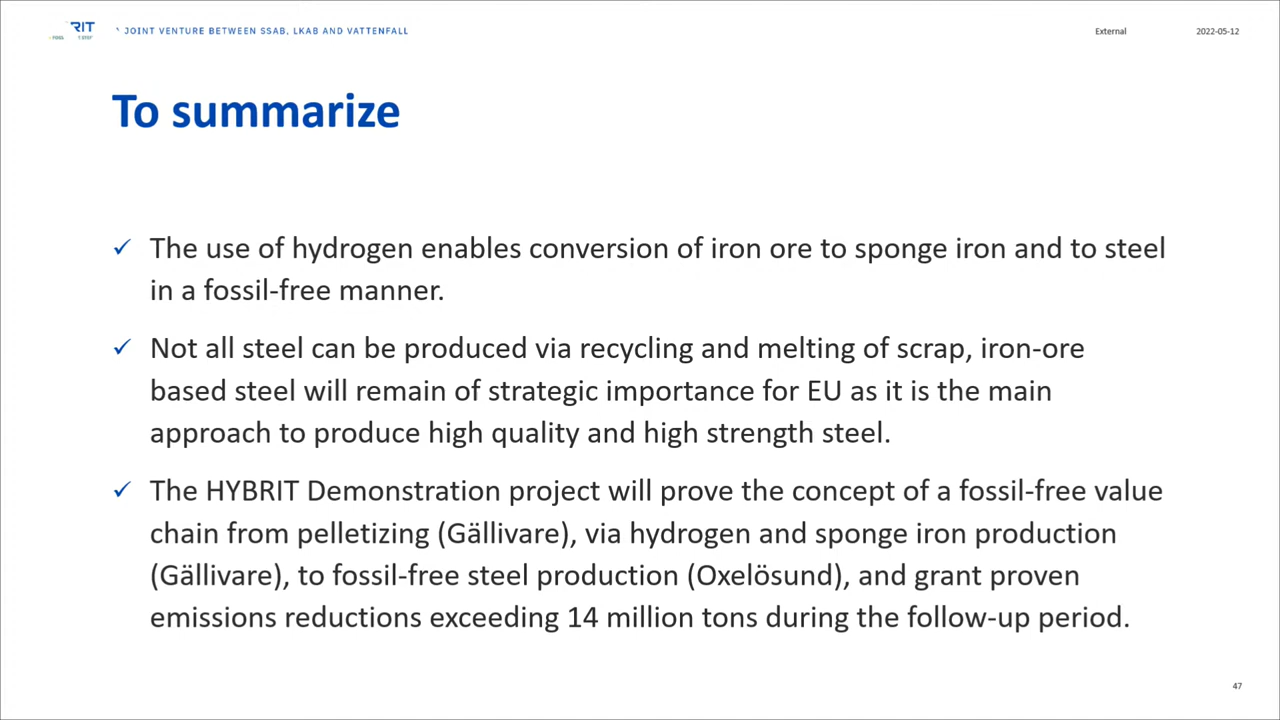 RIT
JOINT VENTURE BETWEEN SSAB, LKAB AND VATTENFALL
External
2022-05-12
To summarize
✓ The use of hydrogen enables conversion of iron ore to sponge iron and to steel
in a fossil-free manner.
✓ Not all steel can be produced via recycling and melting of scrap, iron-ore
based steel will remain of strategic importance for EU as it is the main
approach to produce high quality and high strength steel.
✓ The HYBRIT Demonstration project will prove the concept of a fossil-free value
chain from pelletizing (Gällivare), via hydrogen and sponge iron production
(Gällivare), to fossil-free steel production (Oxelösund), and grant proven
emissions reductions exceeding 14 million tons during the follow-up period.
47